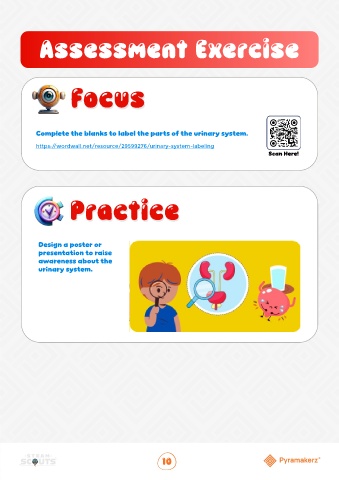 Assessment Exercise
Focus
Complete the blanks to label the parts of the urinary system.
https://wordwall.net/resource/29599276/urinary-system-labeling
Scan Here!
Practice
Design a poster or
presentation to raise
awareness about the
urinary system.
SCOUTS
10
Pyramakerz